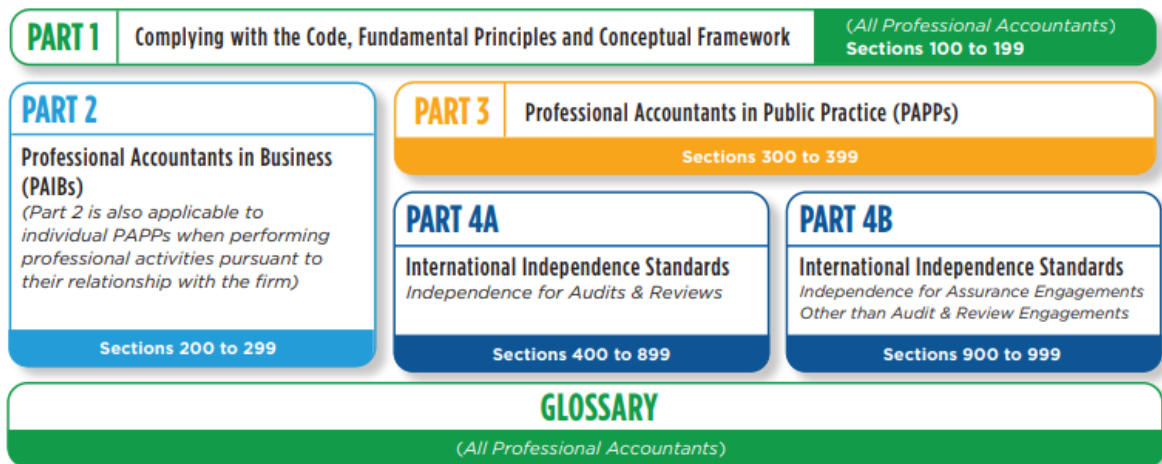 PART 1
Complying with the Code, Fundamental Principles and Conceptual Framework
(All Professional Accountants)
Sections 100 to 199
PART 2
Professional Accountants in Business
(PAIBs)
(Part 2 is also applicable to
individual PAPPs when performing
professional activities pursuant to
their relationship with the firm)
Sections 200 to 299
PART 3
Professional Accountants in Public Practice (PAPPs)
Sections 300 to 399
PART 4A
International Independence Standards
Independence for Audits & Reviews
Sections 400 to 899
PART 4B
International Independence Standards
Independence for Assurance Engagements
Other than Audit & Review Engagements
Sections 900 to 999
GLOSSARY
(All Professional Accountants)